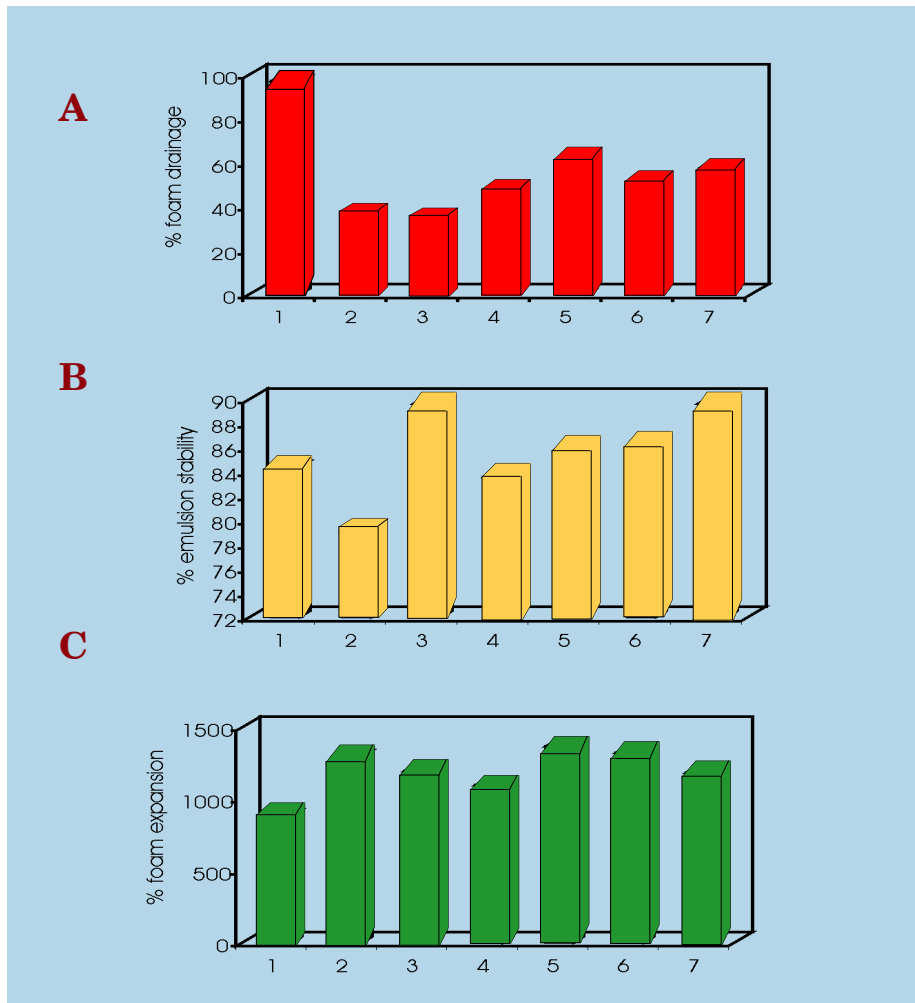 A
% foam drainage
100
80
60
40
20
0
1 2 3 4 5 6 7
B
% emulsion stability
90
88
86
84
82
80
78
76
74
72
1 2 3 4 5 6 7
C
% foam expansion
1500
1000
500
0
1 2 3 4 5 6 7